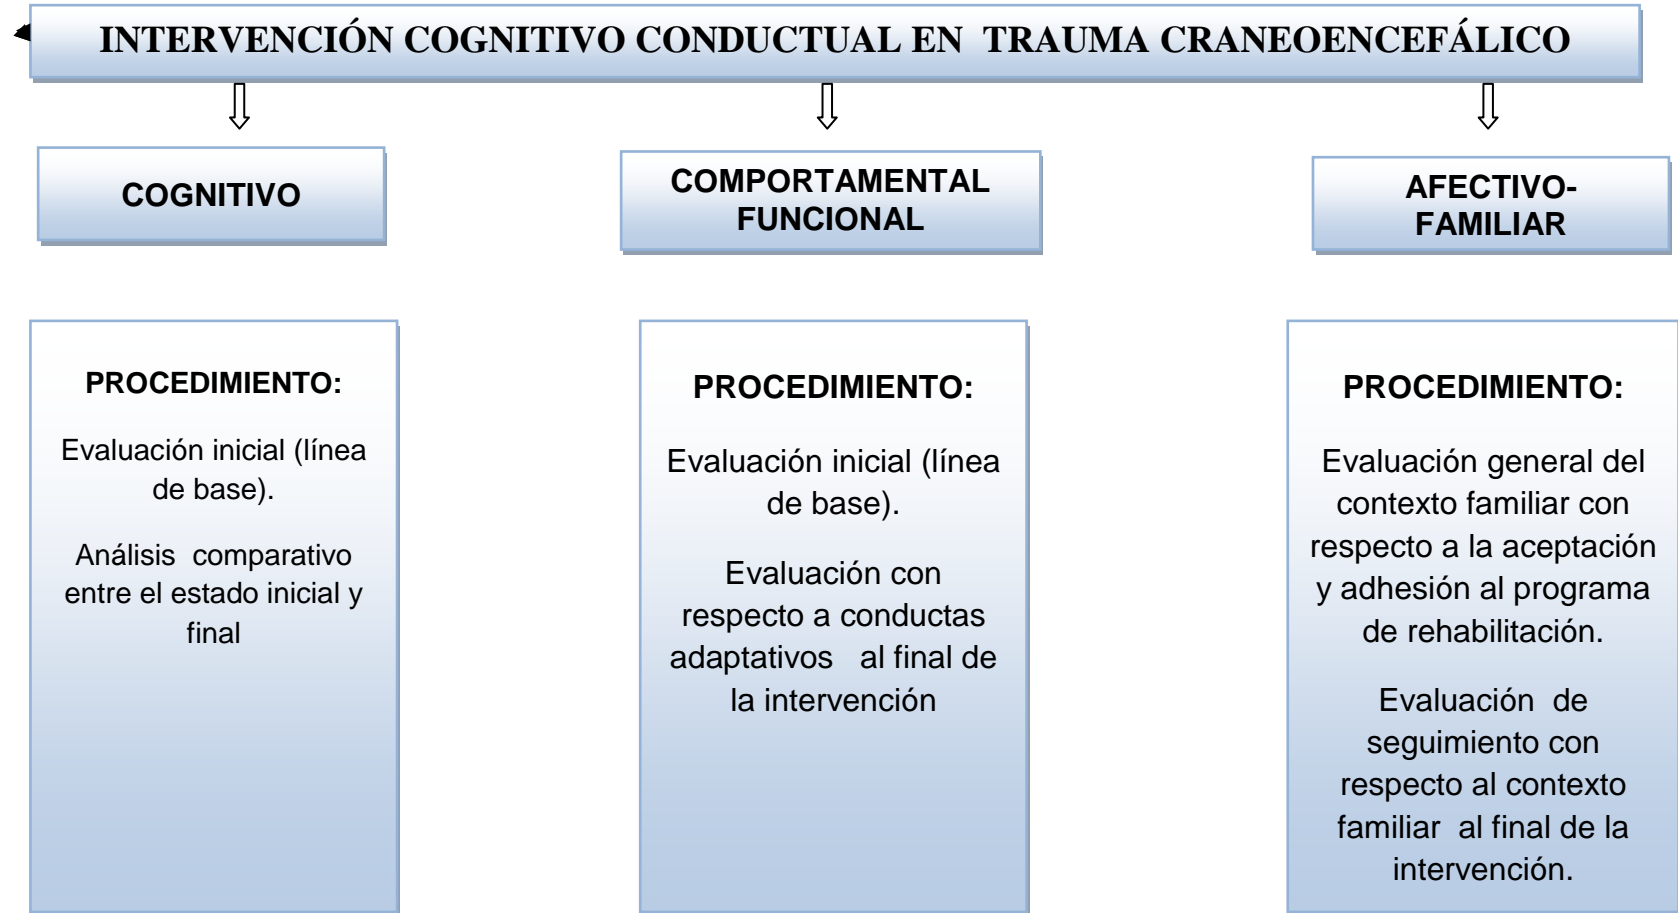 INTERVENCIÓN COGNITIVO CONDUCTUAL EN  TRAUMA CRANEOENCEFÁLICO
COGNITIVO
COMPORTAMENTAL
FUNCIONAL
AFECTIVO-
FAMILIAR
PROCEDIMIENTO:
Evaluación inicial (línea
de base).
Análisis  comparativo
entre el estado inicial y
final
PROCEDIMIENTO:
Evaluación inicial (línea
de base).
Evaluación con
respecto a conductas
adaptativos   al final de
la intervención
PROCEDIMIENTO:
Evaluación general del
contexto familiar con
respecto a la aceptación
y adhesión al programa
de rehabilitación.
Evaluación  de
seguimiento con
respecto al contexto
familiar  al final de la
intervención.